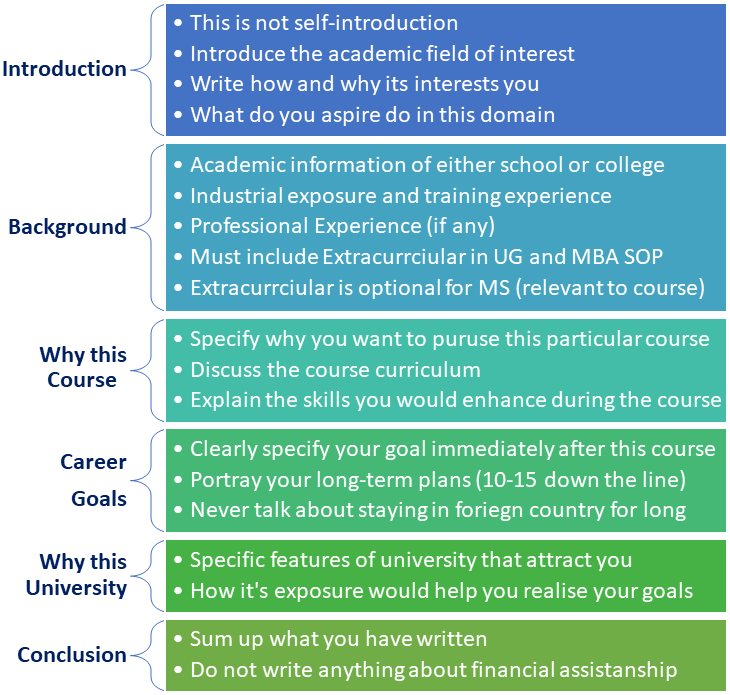 Introduction
• This is not self-introduction
• Introduce the academic field of interest
• Write how and why its interests you
• What do you aspire do in this domain
Background
• Academic information of either school or college
• Industrial exposure and training experience
• Professional Experience (if any)
• Must include Extracurrciular in UG and MBA SOP
• Extracurrciular is optional for MS (relevant to course)
Why this
Course
• Specify why you want to puruse this particular course
• Discuss the course curriculum
• Explain the skills you would enhance during the course
Career
Goals
• Clearly specify your goal immediately after this course
• Portray your long-term plans (10-15 down the line)
• Never talk about staying in foriegn country for long
Why this
University
• Specific features of university that attract you
• How it's exposure would help you realise your goals
Conclusion
• Sum up what you have written
• Do not write anything about financial assistanship